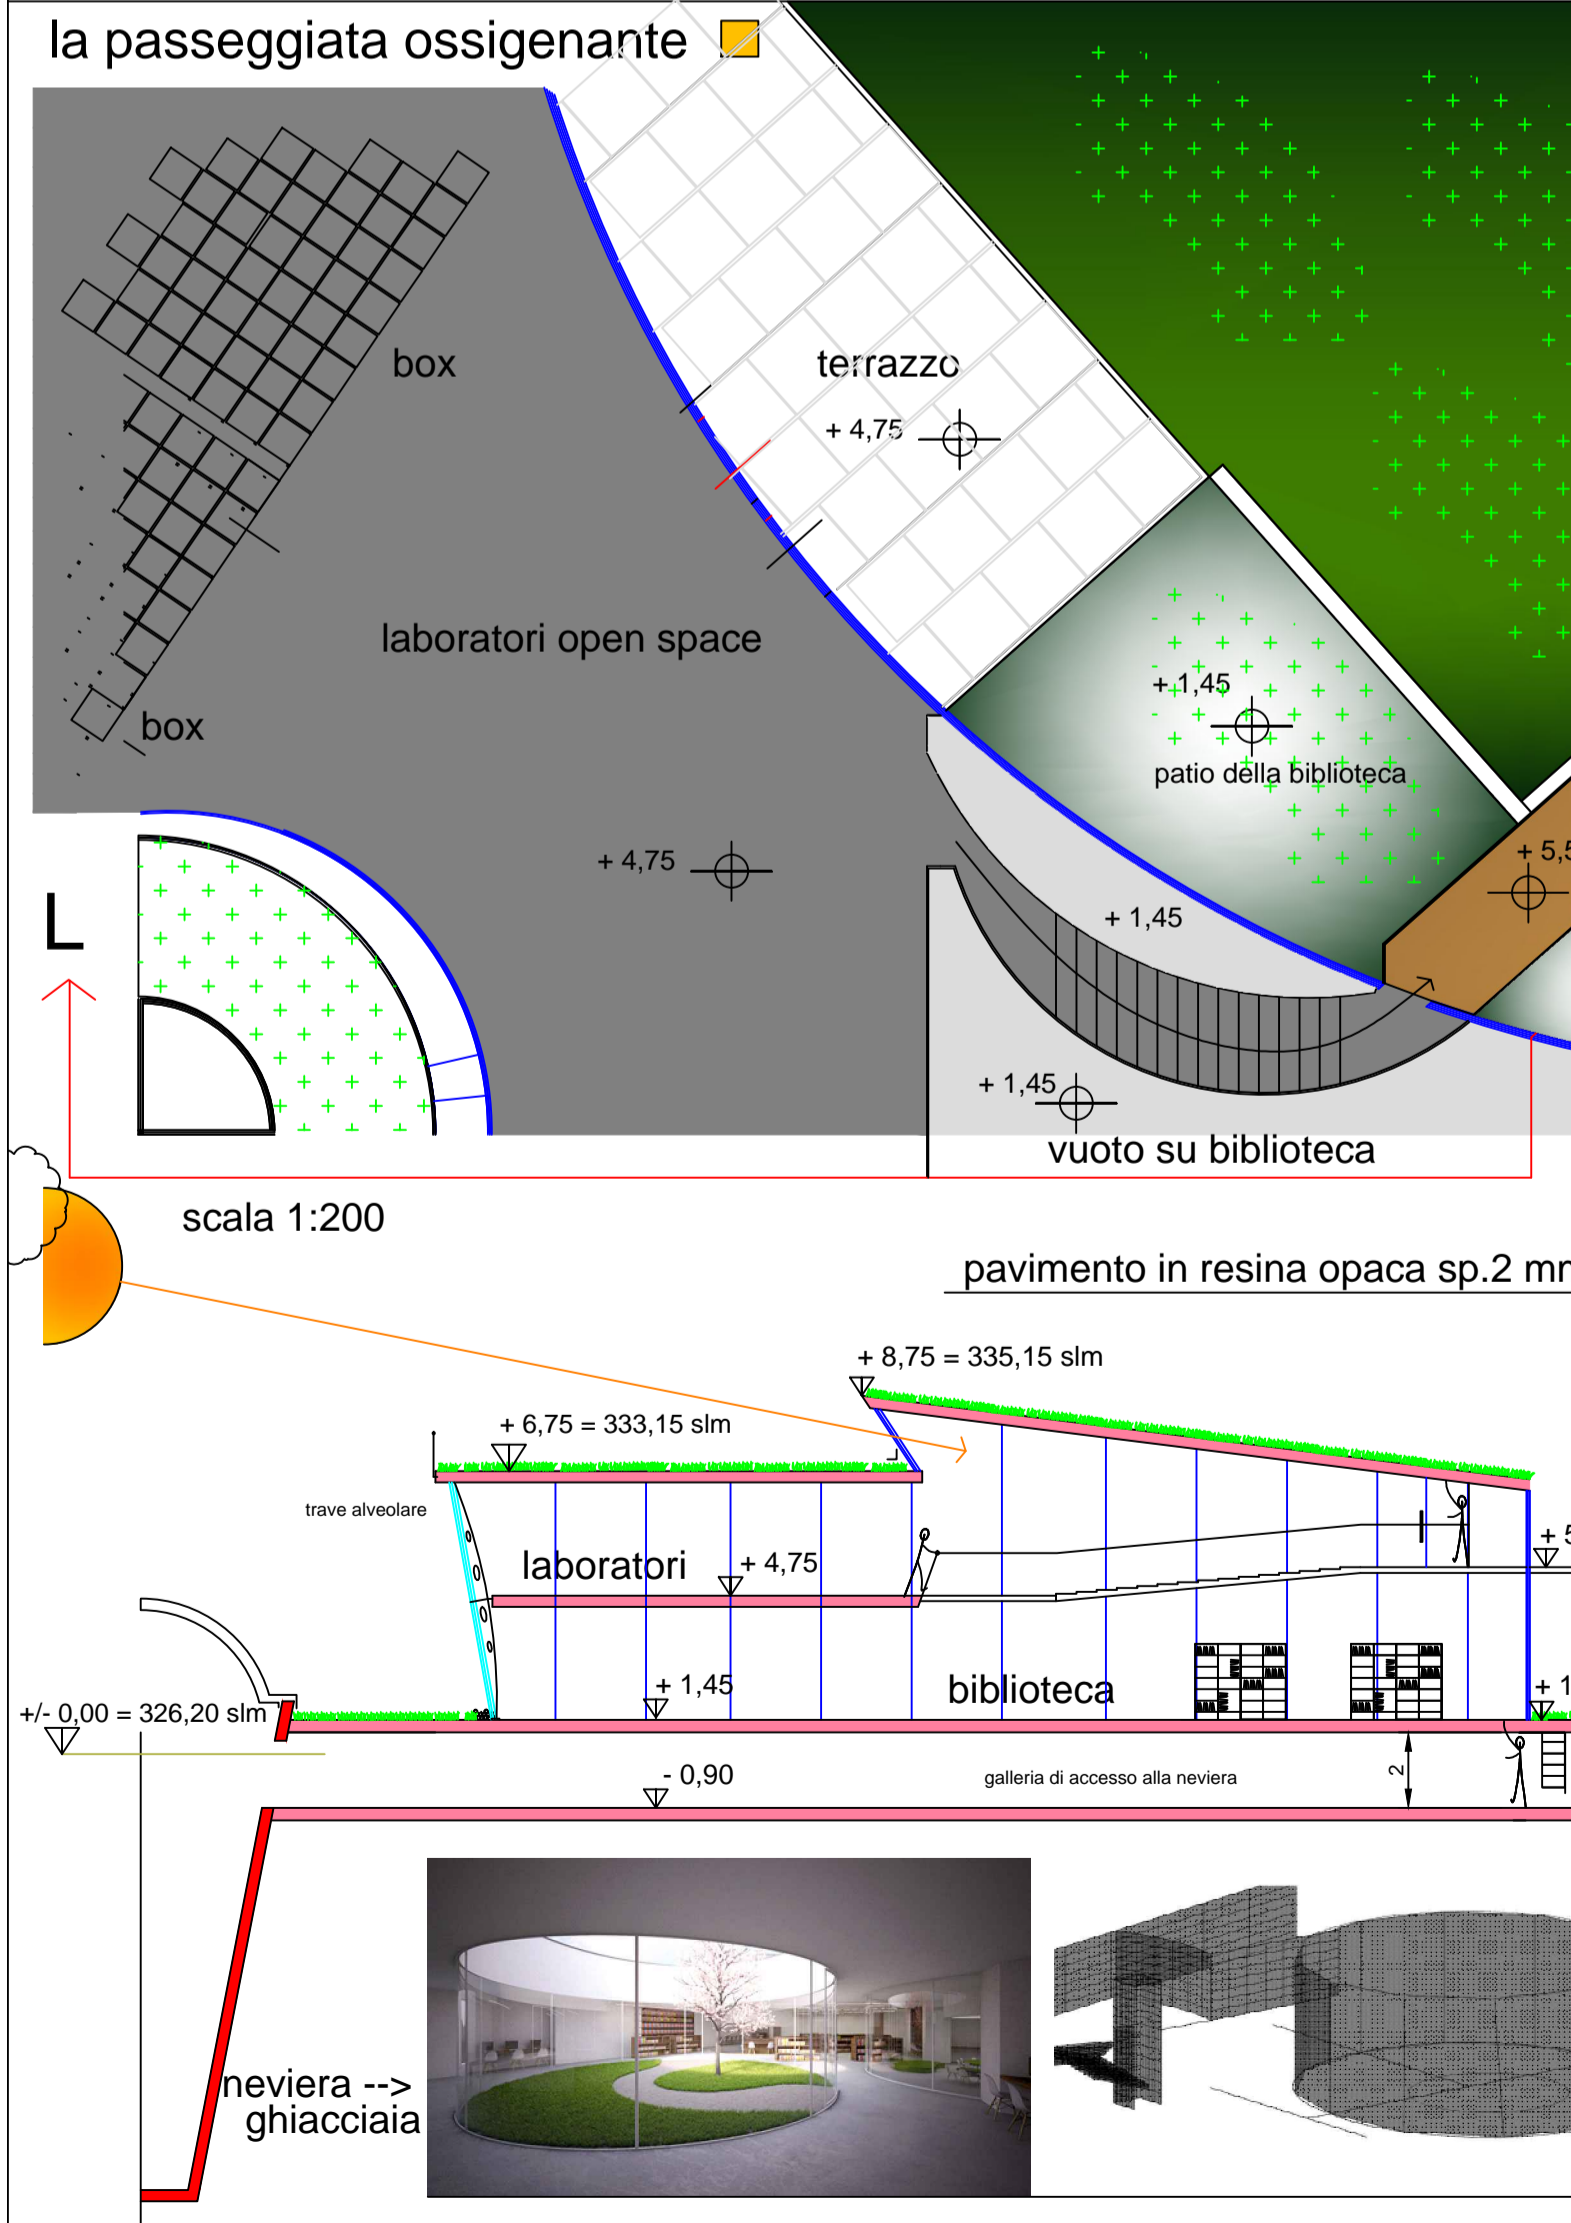 la passeggiata ossigenante
box
terrazzo
+ 4,75
laboratori open space
+ 1,45
box
patio della biblioteca
+ 4,75
L
+ 1,45
+ 1,45
vuoto su biblioteca
scala 1:200
pavimento in resina opaca sp.2
+ 8,75 = 335,15 slm
+ 6,75 = 333,15 slm
trave alveolare
laboratori
+ 4,75
+ 1,45
biblioteca
+/- 0,00 = 326,20 slm
- 0,90
galleria di accesso alla neviera
2
neviera -->
ghiacciaia